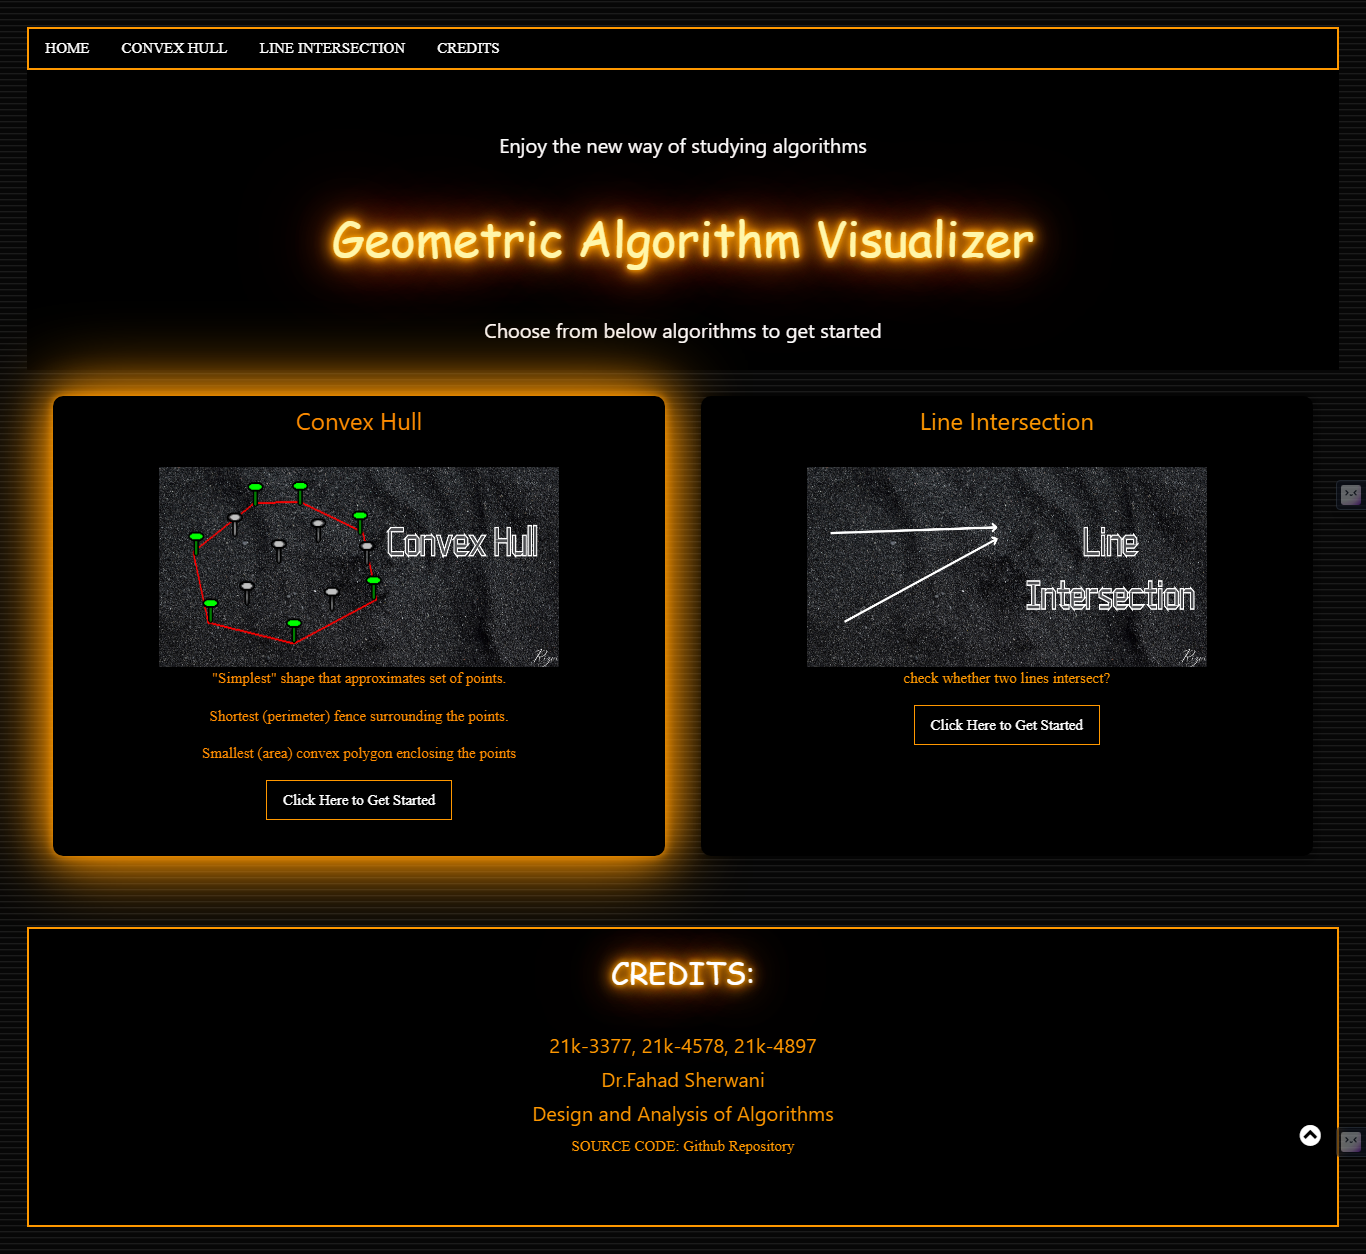 HOME CONVEX HULL LINE INTERSECTION CREDITS
Enjoy the new way of studying algorithms
Geometric Algorithm Visualizer
Choose from below algorithms to get started
Convex Hull
Convex Hull
"Simplest" shape that approximates set of points.
Shortest (perimeter) fence surrounding the points.
Smallest (area) convex polygon enclosing the points
Click Here to Get Started
Line Intersection
Line
Intersection
check whether two lines intersect?
Click Here to Get Started
CREDITS:
21k-3377, 21k-4578, 21k-4897
Dr.Fahad Sherwani
Design and Analysis of Algorithms
SOURCE CODE: Github Repository